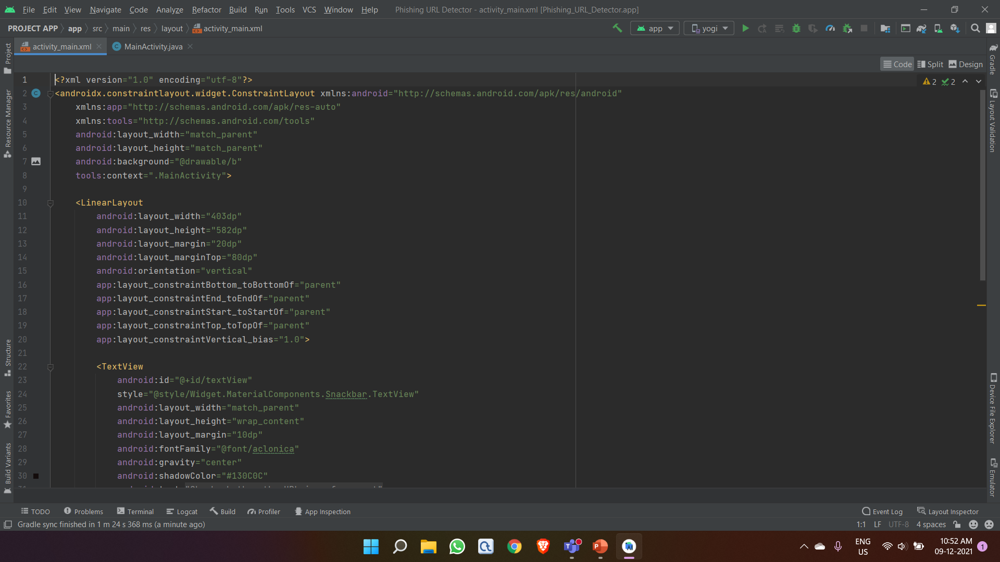 File Edit View Navigate Code Analyze Refactor Build Run Tools VCS Window Help Phishing URL Detector - activity_main.xml [Phishing_URL_Detector.app]
PROJECT APP app src main res layout activity_main.xml app yogi
activity_main.xml MainActivity.java
Code Split Design
2 2
1 <?xml version="1.0" encoding="utf-8"?>
2 <androidx.constraintlayout.widget.ConstraintLayout xmlns:android="http://schemas.android.com/apk/res/android"
3 xmlns:app="http://schemas.android.com/apk/res-auto"
4 xmlns:tools="http://schemas.android.com/tools"
5 android:layout_width="match_parent"
6 android:layout_height="match_parent"
7 android:background="@drawable/b"
8 tools:context=".MainActivity">
9
10 <LinearLayout
11 android:layout_width="403dp"
12 android:layout_height="582dp"
13 android:layout_margin="20dp"
14 android:layout_marginTop="80dp"
15 android:orientation="vertical"
16 app:layout_constraintBottom_toBottomOf="parent"
17 app:layout_constraintEnd_toEndOf="parent"
18 app:layout_constraintStart_toStartOf="parent"
19 app:layout_constraintTop_toTopOf="parent"
20 app:layout_constraintVertical_bias="1.0">
21
22 <TextView
23 android:id="@+id/textView"
24 style="@style/Widget.MaterialComponents.Snackbar.TextView"
25 android:layout_width="match_parent"
26 android:layout_height="wrap_content"
27 android:layout_margin="10dp"
28 android:fontFamily="@font/aclonica"
29 android:gravity="center"
30 android:shadowColor="#130C0C"
Project
Resource Manager
Structure
Favorites
Build Variants
Gradle
Layout Validation
Device File Explorer
Emulator
TODO Problems Terminal Logcat Build Profiler App Inspection Event Log Layout Inspector
Gradle sync finished in 1 m 24 s 368 ms (a minute ago) 1:1 LF UTF-8 4 spaces
ENG
US
10:52 AM
09-12-2021
1